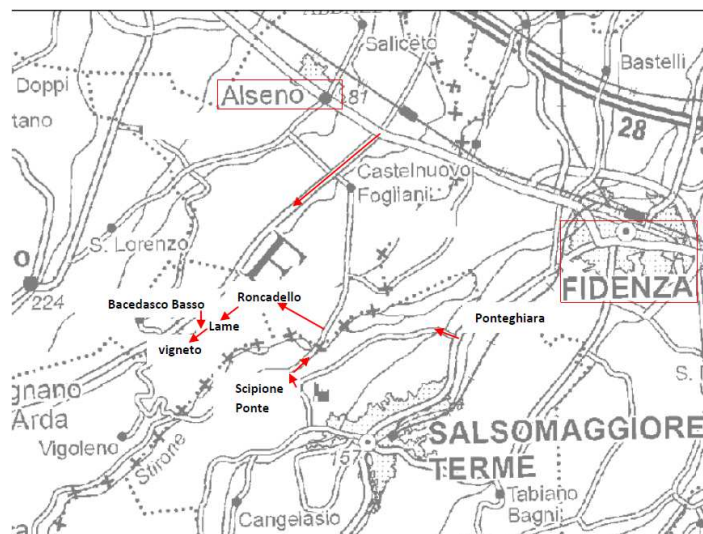 Saliceto
Bastelli
Doppi
Alseno
81
tano
28
Castelnuovo
Fogliani
S. Lorenzo
o
FIDENZA
224
Bacedasco Basso
Roncadello
Lame
Ponteghiara
vigneto
Scipione
Ponte
gnano
Arda
Vigoleno
Stirone
157
SALSOMAGGIORE
TERME
S.
Tabiano
Bagni
Cangelasio